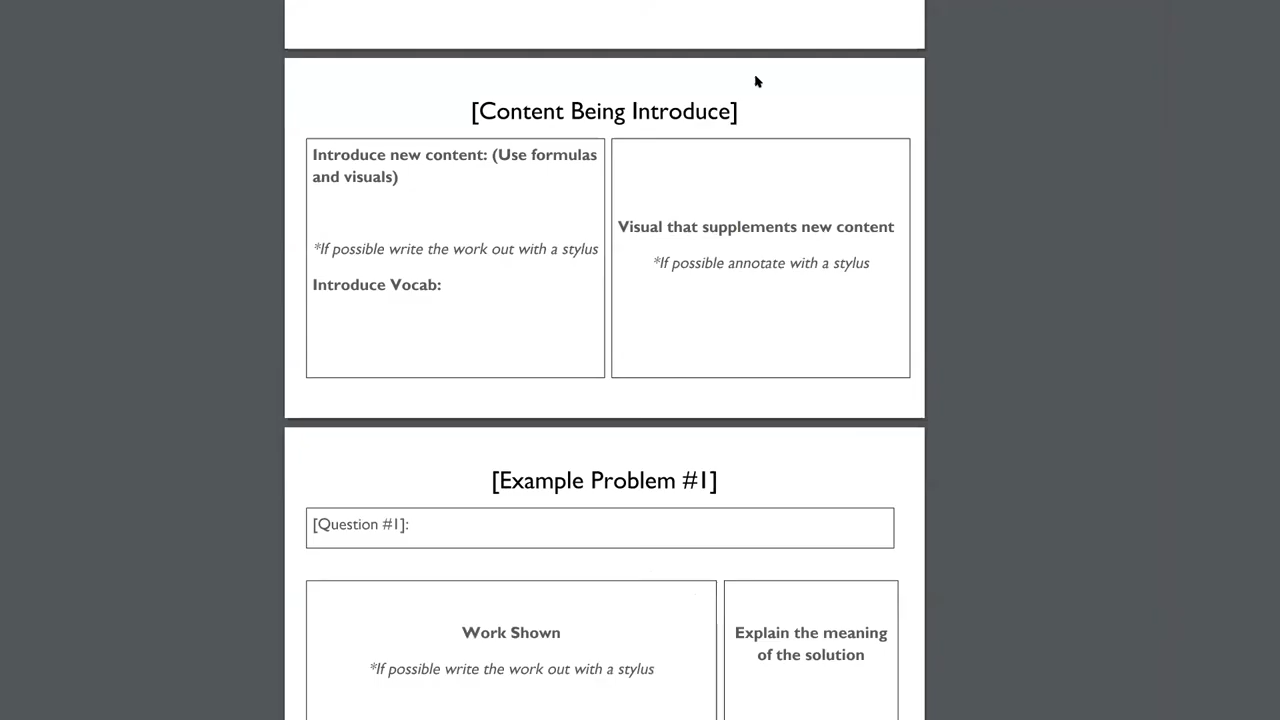 [Content Being Introduce]
Introduce new content: (Use formulas
and visuals)
*If possible write the work out with a stylus
Introduce Vocab:
Visual that supplements new content
*If possible annotate with a stylus
[Example Problem #1]
[Question #1]:
Work Shown
*If possible write the work out with a stylus
Explain the meaning
of the solution